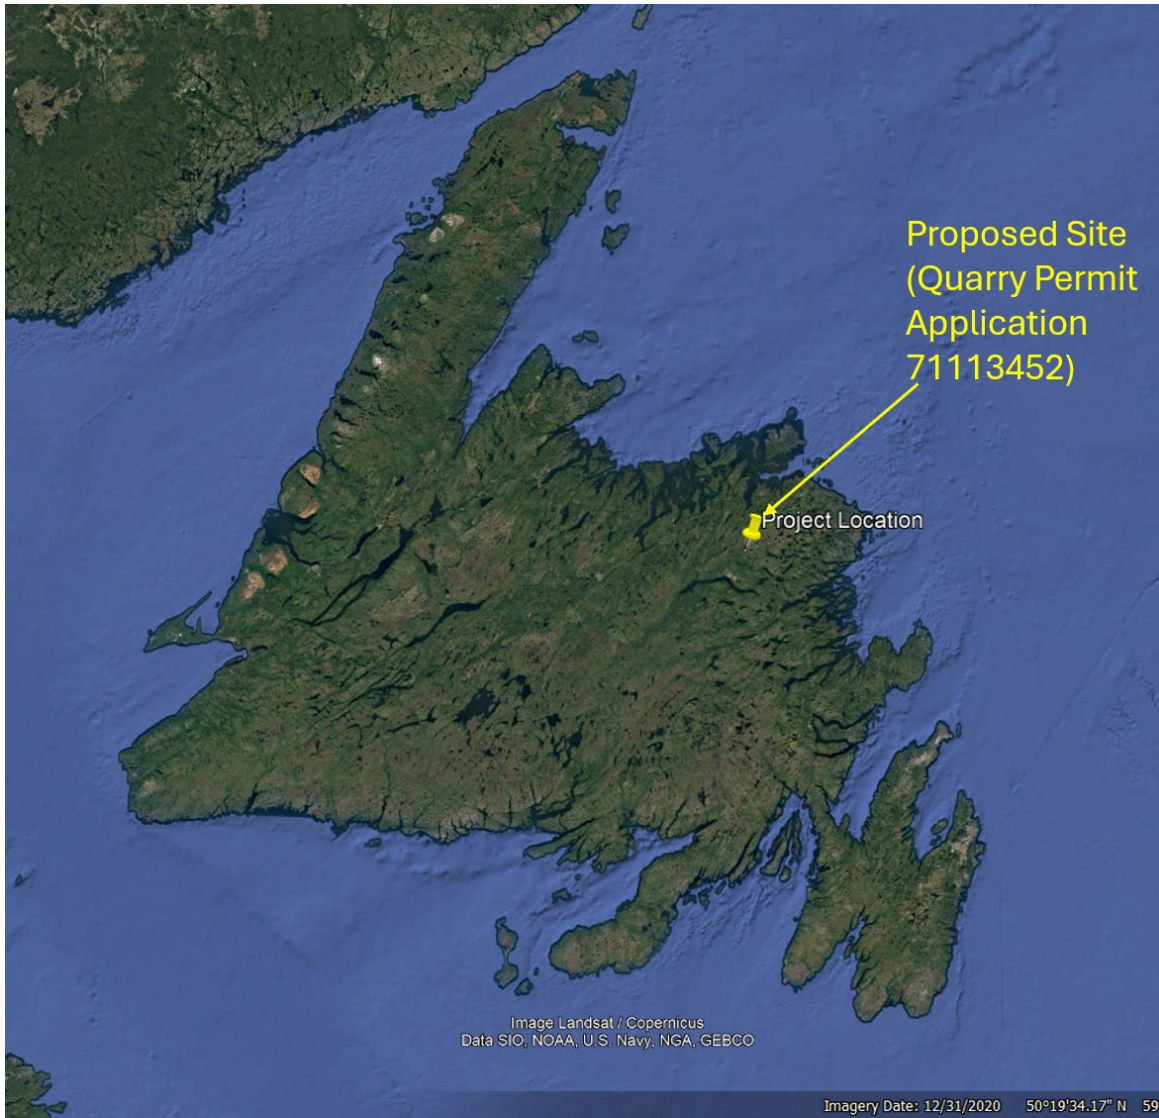 Proposed Site
(Quarry Permit
Application
71113452)
Project Location
Image Landsat / Copernicus
Data SIO, NOAA, U.S. Navy, NGA, GEBCO
Imagery Date: 12/31/2020 50°19'34.17" N 59